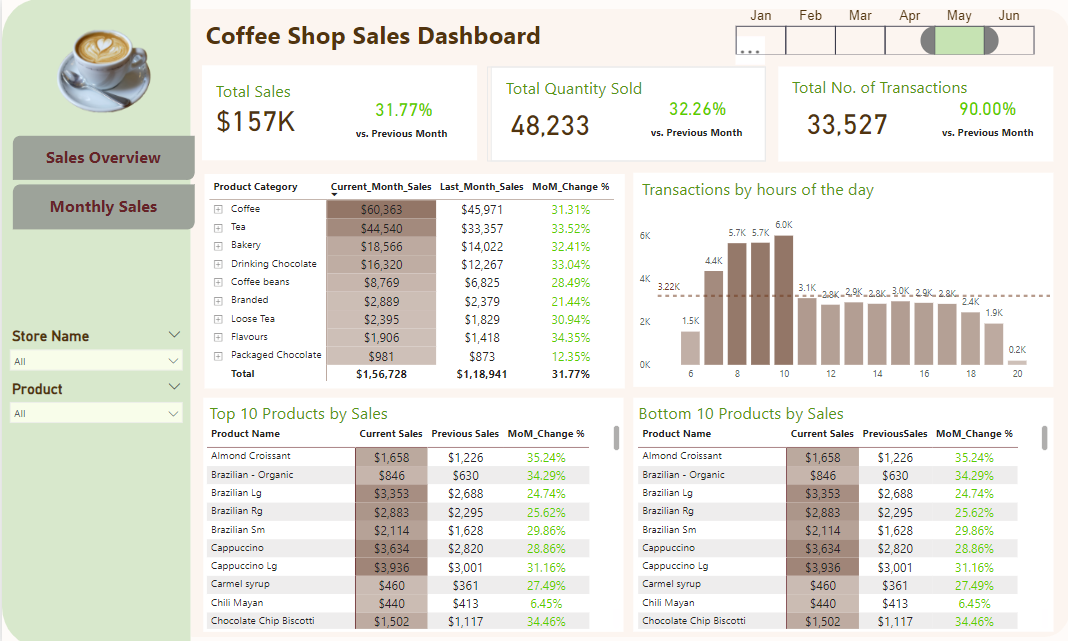 Coffee Shop Sales Dashboard
Jan Feb Mar Apr May Jun
...
Sales Overview
Monthly Sales
Store Name
All
Product
All
Total Sales
$157K
31.77%
vs. Previous Month
Total Quantity Sold
48,233
32.26%
vs. Previous Month
Total No. of Transactions
33,527
90.00%
vs. Previous Month
Product Category Current_Month_Sales Last_Month_Sales MoM_Change %
Coffee $60,363 $45,971 31.31%
Tea $44,540 $33,357 33.52%
Bakery $18,566 $14,022 32.41%
Drinking Chocolate $16,320 $12,267 33.04%
Coffee beans $8,769 $6,825 28.49%
Branded $2,889 $2,379 21.44%
Loose Tea $2,395 $1,829 30.94%
Flavours $1,906 $1,418 34.35%
Packaged Chocolate $981 $873 12.35%
Total $1,56,728 $1,18,941 31.77%
Transactions by hours of the day
6K
4K
2K
0K
3.22K
1.5K 4.4K 5.7K 5.7K 6.0K 3.1K 2.8K 2.9K 2.8K 3.0K 2.9K 2.8K 2.4K 1.9K 0.2K
6 8 10 12 14 16 18 20
Top 10 Products by Sales
Product Name Current Sales Previous Sales MoM_Change %
Almond Croissant $1,658 $1,226 35.24%
Brazilian - Organic $846 $630 34.29%
Brazilian Lg $3,353 $2,688 24.74%
Brazilian Rg $2,883 $2,295 25.62%
Brazilian Sm $2,114 $1,628 29.86%
Cappuccino $3,634 $2,820 28.86%
Cappuccino Lg $3,936 $3,001 31.16%
Carmel syrup $460 $361 27.49%
Chili Mayan $440 $413 6.45%
Chocolate Chip Biscotti $1,502 $1,117 34.46%
Bottom 10 Products by Sales
Product Name Current Sales PreviousSales MoM_Change %
Almond Croissant $1,658 $1,226 35.24%
Brazilian - Organic $846 $630 34.29%
Brazilian Lg $3,353 $2,688 24.74%
Brazilian Rg $2,883 $2,295 25.62%
Brazilian Sm $2,114 $1,628 29.86%
Cappuccino $3,634 $2,820 28.86%
Cappuccino Lg $3,936 $3,001 31.16%
Carmel syrup $460 $361 27.49%
Chili Mayan $440 $413 6.45%
Chocolate Chip Biscotti $1,502 $1,117 34.46%